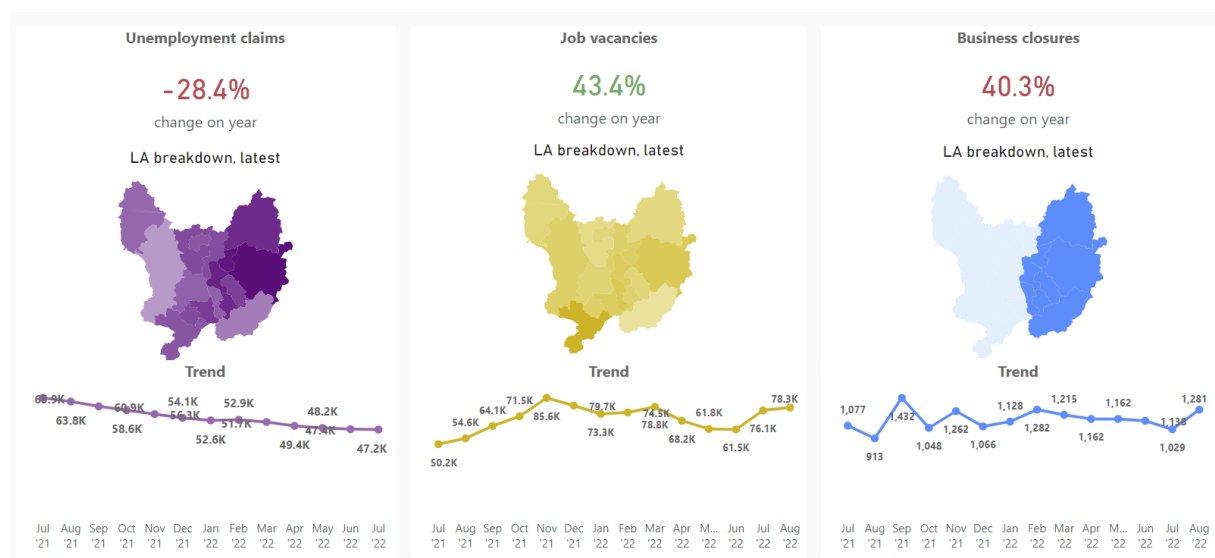 Unemployment claims
-28.4%
change on year
LA breakdown, latest
Trend
63.8K
60.9K
58.6K
54.1K
56.3K
52.6K
52.9K
51.7K
49.4K
48.2K
47.4K
47.2K
Jul Aug Sep Oct Nov Dec Jan Feb Mar Apr May Jun Jul
'21 '21 '21 '21 '21 '21 '22 '22 '22 '22 '22 '22 '22
Job vacancies
43.4%
change on year
LA breakdown, latest
Trend
50.2K
54.6K
64.1K
71.5K
85.6K
79.7K
73.3K
74.5K
78.8K
68.2K
61.8K
61.5K
76.1K
78.3K
Jul Aug Sep Oct Nov Dec Jan Feb Mar Apr M... Jun Jul Aug
'21 '21 '21 '21 '21 '21 '22 '22 '22 '22 '22 '22 '22 '22
Business closures
40.3%
change on year
LA breakdown, latest
Trend
1,077
913
1,432
1,048
1,262
1,066
1,128
1,282
1,215
1,162
1,162
1,138
1,029
1,281
Jul Aug Sep Oct Nov Dec Jan Feb Mar Apr M... Jun Jul Aug
'21 '21 '21 '21 '21 '21 '22 '22 '22 '22 '22 '22 '22 '22